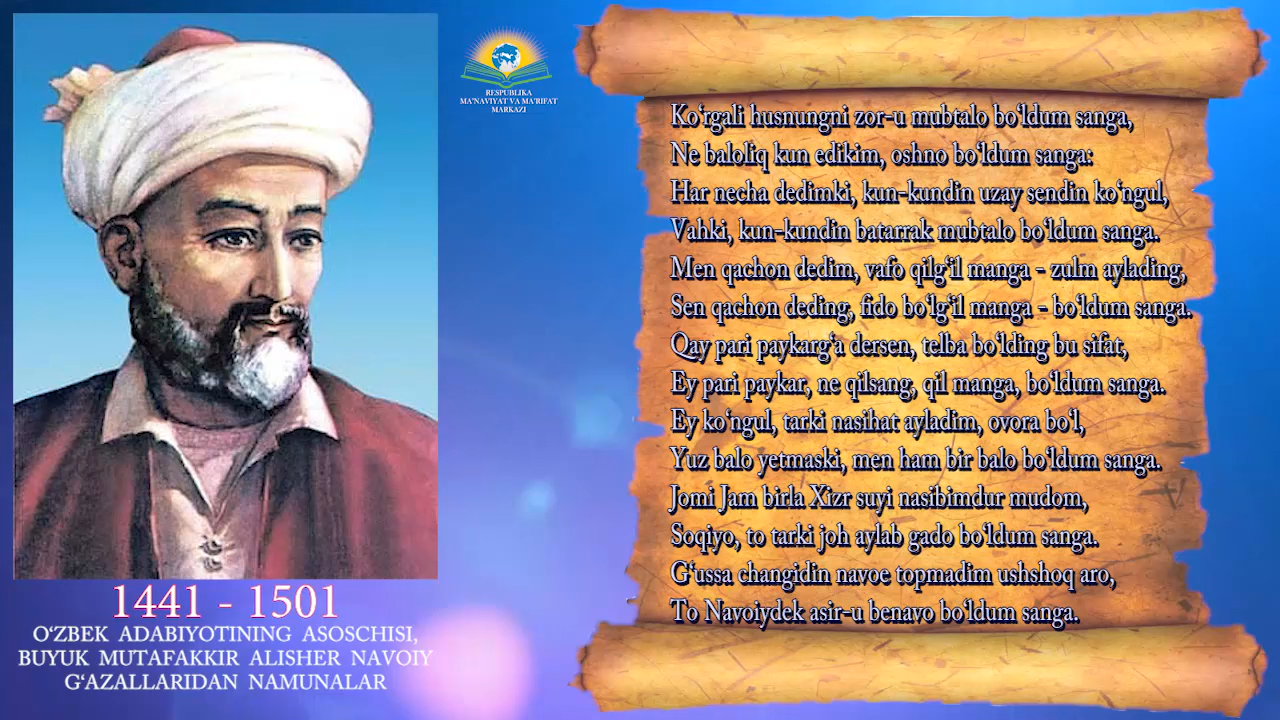 RESPUBLIKA
MA'NAVIYAT VA MA'RIFAT
MARKAZI
Ko‘rgali husnungni zor-u mubtalo bo‘ldum sanga,
Ne baloliq kun edikim, oshno bo‘ldum sanga:
Har necha dedimki, kun-kundin uzay sendin ko‘ngul,
Vahki, kun-kundin batarrak mubtalo bo‘ldum sanga.
Men qachon dedim, vafo qilg‘il manga - zulm aylading,
Sen qachon deding, fido bo‘lg‘il manga - bo‘ldum sanga.
Qay pari paykarg‘a dersen, telba bo‘lding bu sifat,
Ey pari paykar, ne qilsang, qil manga, bo‘ldum sanga.
Ey ko‘ngul, tarki nasihat ayladim, ovora bo‘l,
Yuz balo yetmaski, men ham bir balo bo‘ldum sanga.
Jomi Jam birla Xizr suyi nasibimdur mudom,
Soqiyo, to tarki joh aylab gado bo‘ldum sanga.
G‘ussa changidin navoe topmadim ushshoq aro,
To Navoiydek asir-u benavo bo‘ldum sanga.
1441 - 1501
O‘ZBEK ADABIYOTINING ASOSCHISI,
BUYUK MUTAFAKKIR ALISHER NAVOIY
G‘AZALLARIDAN NAMUNALAR